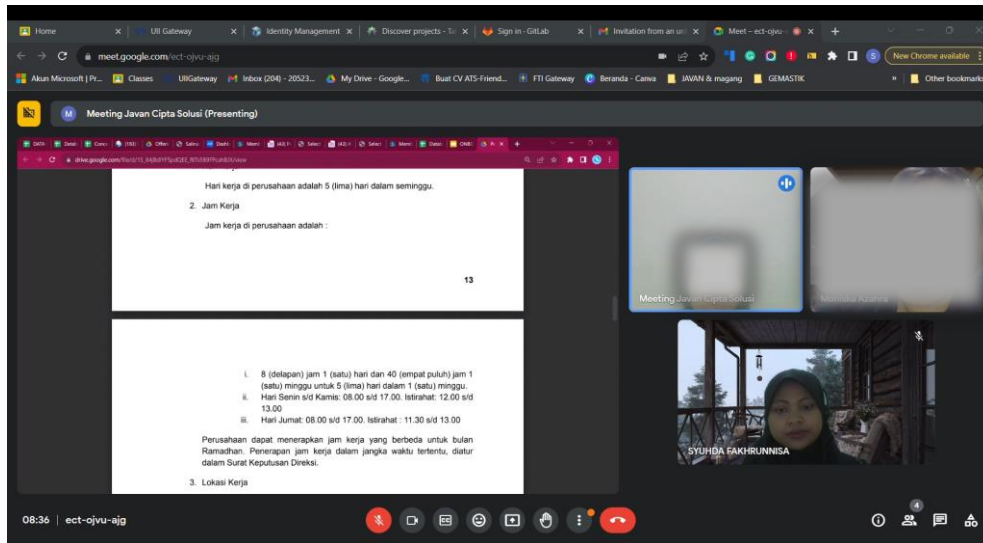 Home
UII Gateway
Identity Management
Discover projects - Ta
Sign in - GitLab
Invitation from an un
Meet – ect-ojvu-
meet.google.com/ect-ojvu-ajg
New Chrome available
Akun Microsoft | Pr...
Classes
UIIGateway
Inbox (204) - 20523...
My Drive - Google...
Buat CV ATS-Friend...
FTI Gateway
Beranda - Canva
JAVAN & magang
GEMASTIK
Other bookmarks
M
Meeting Javan Cipta Solusi (Presenting)
Hari kerja di perusahaan adalah 5 (lima) hari dalam seminggu.
2. Jam Kerja
Jam kerja di perusahaan adalah :
13
i. 8 (delapan) jam 1 (satu) hari dan 40 (empat puluh) jam 1
(satu) minggu untuk 5 (lima) hari dalam 1 (satu) minggu.
ii. Hari Senin s/d Kamis: 08.00 s/d 17.00. Istirahat: 12.00 s/d
13.00
iii. Hari Jumat: 08.00 s/d 17.00. Istirahat : 11.30 s/d 13.00
Perusahaan dapat menerapkan jam kerja yang berbeda untuk bulan
Ramadhan. Penerapan jam kerja dalam jangka waktu tertentu, diatur
dalam Surat Keputusan Direksi.
3. Lokasi Kerja
Meeting Javan Cipta Solusi
SYUHDA FAKHRUNNISA
08:36 | ect-ojvu-ajg
4